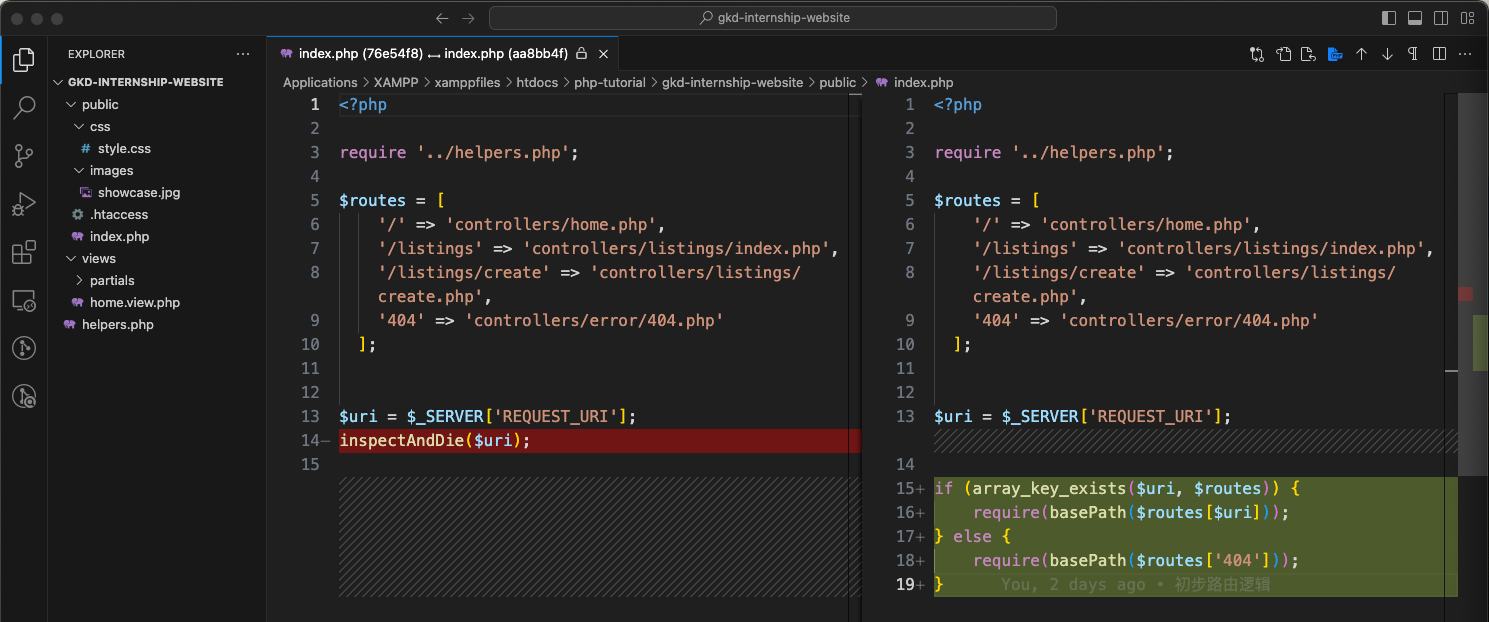 gkd-internship-website
EXPLORER
GKD-INTERNSHIP-WEBSITE
public
css
# style.css
images
showcase.jpg
.htaccess
index.php
views
partials
home.view.php
helpers.php
index.php (76e54f8) ↔ index.php (aa8bb4f)
Applications > XAMPP > xamppfiles > htdocs > php-tutorial > gkd-internship-website > public > index.php
1 <?php
2
3 require '../helpers.php';
4
5 $routes = [
6 '/' => 'controllers/home.php',
7 '/listings' => 'controllers/listings/index.php',
8 '/listings/create' => 'controllers/listings/
create.php',
9 '404' => 'controllers/error/404.php'
10 ];
11
12
13 $uri = $_SERVER['REQUEST_URI'];
14— inspectAndDie($uri);
15
1 <?php
2
3 require '../helpers.php';
4
5 $routes = [
6 '/' => 'controllers/home.php',
7 '/listings' => 'controllers/listings/index.php',
8 '/listings/create' => 'controllers/listings/
create.php',
9 '404' => 'controllers/error/404.php'
10 ];
11
12
13 $uri = $_SERVER['REQUEST_URI'];
14
15+ if (array_key_exists($uri, $routes)) {
16+ require(basePath($routes[$uri]));
17+ } else {
18+ require(basePath($routes['404']));
19+ } You, 2 days ago • 初步路由逻辑